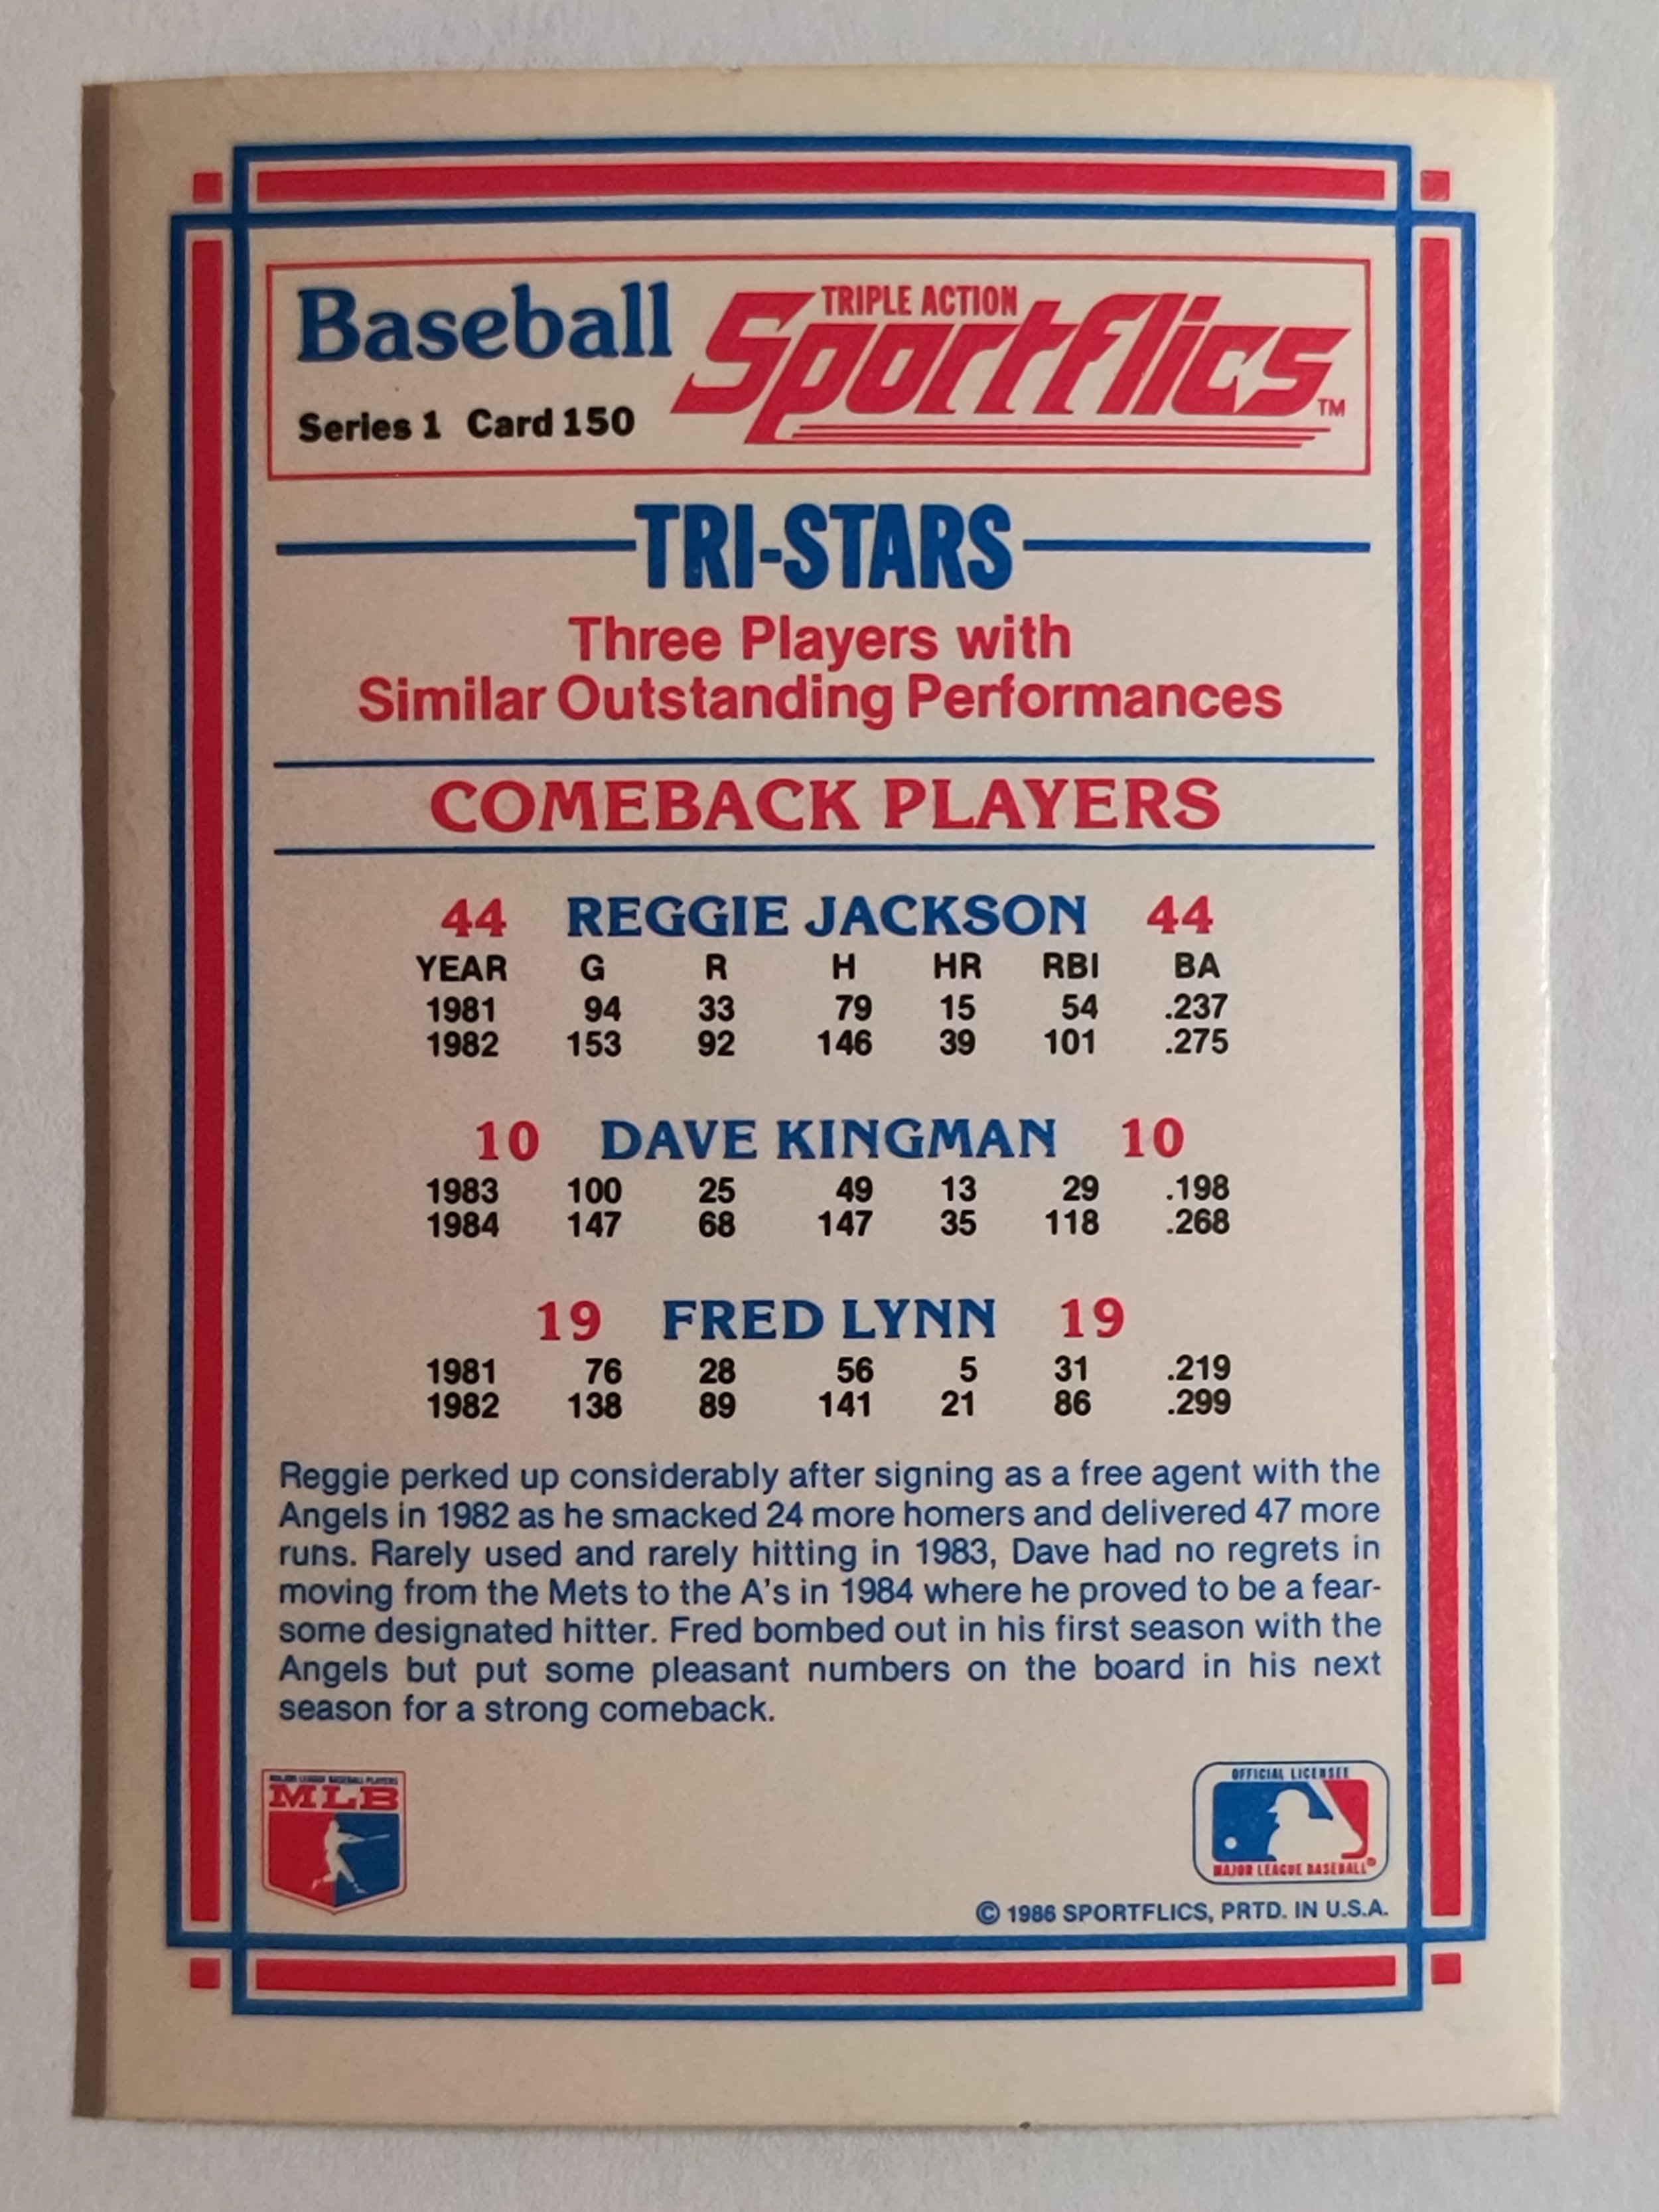 Baseball
TRIPLE ACTION
Sportflics™
Series 1 Card 150
TRI-STARS
Three Players with
Similar Outstanding Performances
COMEBACK PLAYERS
44 REGGIE JACKSON 44
YEAR G R H HR RBI BA
1981 94 33 79 15 54 .237
1982 153 92 146 39 101 .275
10 DAVE KINGMAN 10
1983 100 25 49 13 29 .198
1984 147 68 147 35 118 .268
19 FRED LYNN 19
1981 76 28 56 5 31 .219
1982 138 89 141 21 86 .299
Reggie perked up considerably after signing as a free agent with the
Angels in 1982 as he smacked 24 more homers and delivered 47 more
runs. Rarely used and rarely hitting in 1983, Dave had no regrets in
moving from the Mets to the A's in 1984 where he proved to be a fear-
some designated hitter. Fred bombed out in his first season with the
Angels but put some pleasant numbers on the board in his next
season for a strong comeback.
MAJOR LEAGUE BASEBALL PLAYERS
MLB
OFFICIAL LICENSEE
MAJOR LEAGUE BASEBALL®
© 1986 SPORTFLICS, PRTD. IN U.S.A.